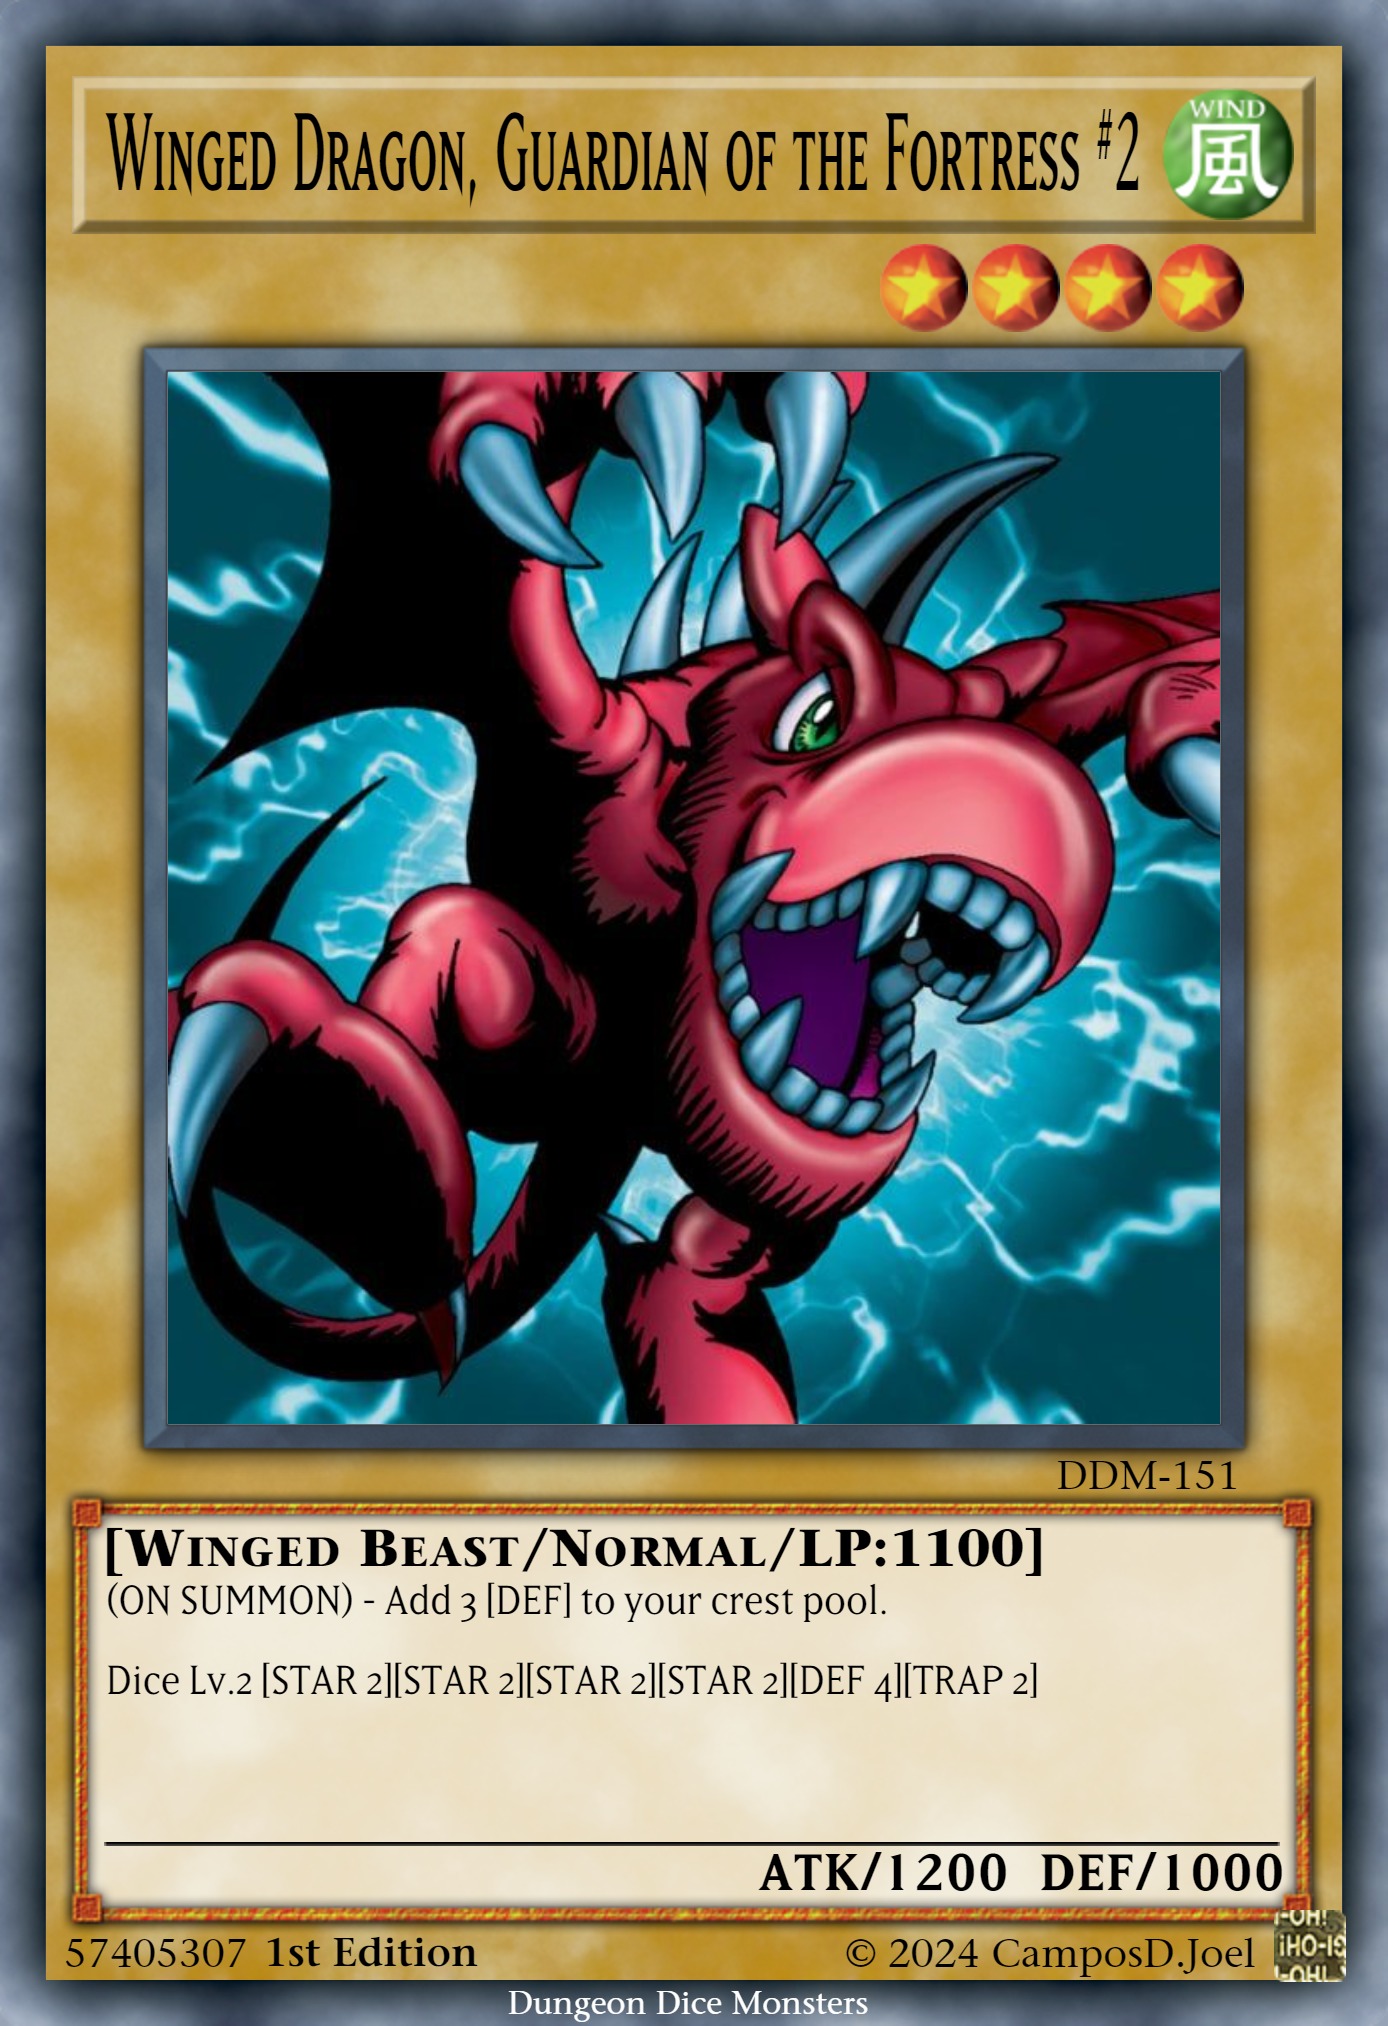 Winged Dragon, Guardian of the Fortress #2
WIND
風
DDM-151
[Winged Beast/Normal/LP:1100]
(ON SUMMON) - Add 3 [DEF] to your crest pool.
Dice Lv.2 [STAR 2][STAR 2][STAR 2][STAR 2][DEF 4][TRAP 2]
ATK/1200 DEF/1000
57405307 1st Edition
© 2024 CamposD.Joel
Dungeon Dice Monsters